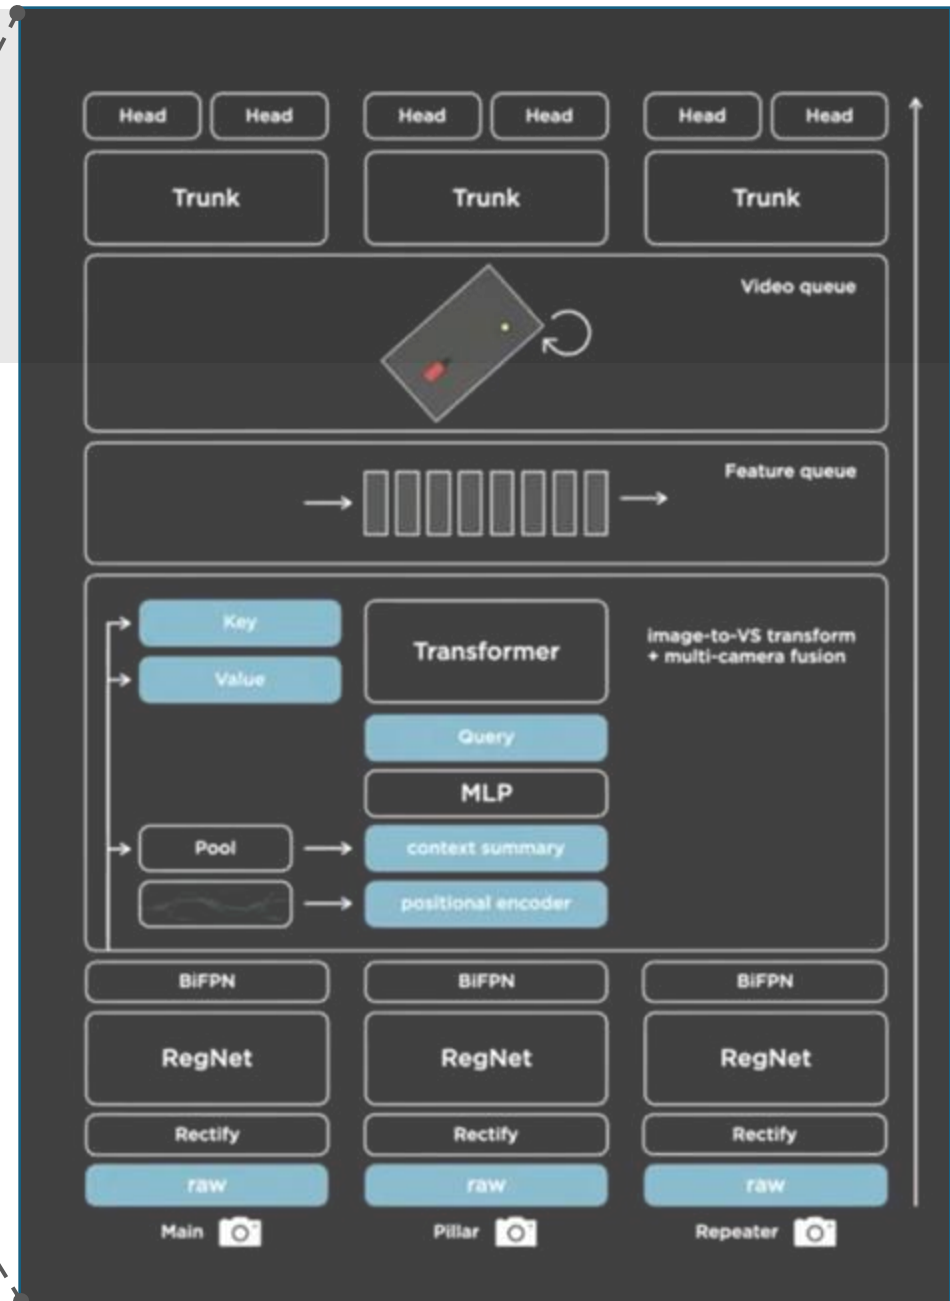 Head Head Head Head Head Head
Trunk Trunk Trunk
Video queue
Feature queue
Key
Value
Transformer
image-to-VS transform
+ multi-camera fusion
Query
MLP
Pool context summary
positional encoder
BiFPN BiFPN BiFPN
RegNet RegNet RegNet
Rectify Rectify Rectify
raw raw raw
Main Pillar Repeater